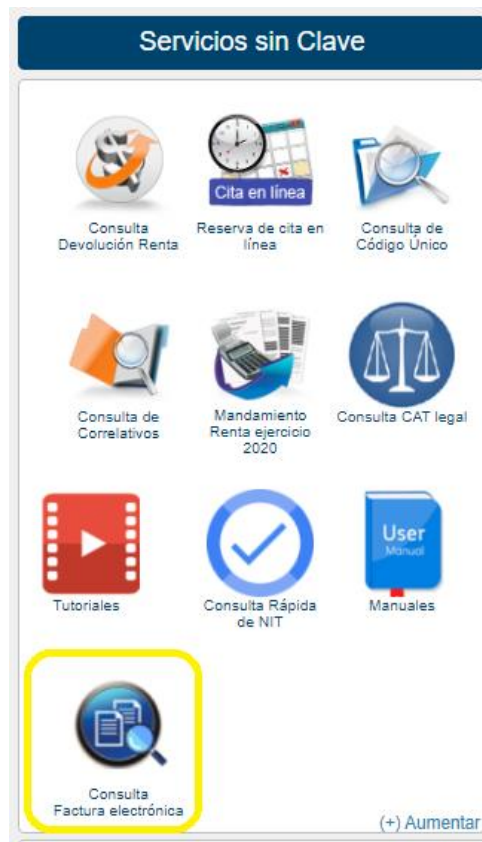 Servicios sin Clave
Cita en línea
Consulta
Devolución Renta
Reserva de cita en
línea
Consulta de
Código Único
Consulta de
Correlativos
Mandamiento
Renta ejercicio
2020
Consulta CAT legal
User
Manual
Tutoriales
Consulta Rápida
de NIT
Manuales
Consulta
Factura electrónica
(+) Aumentar